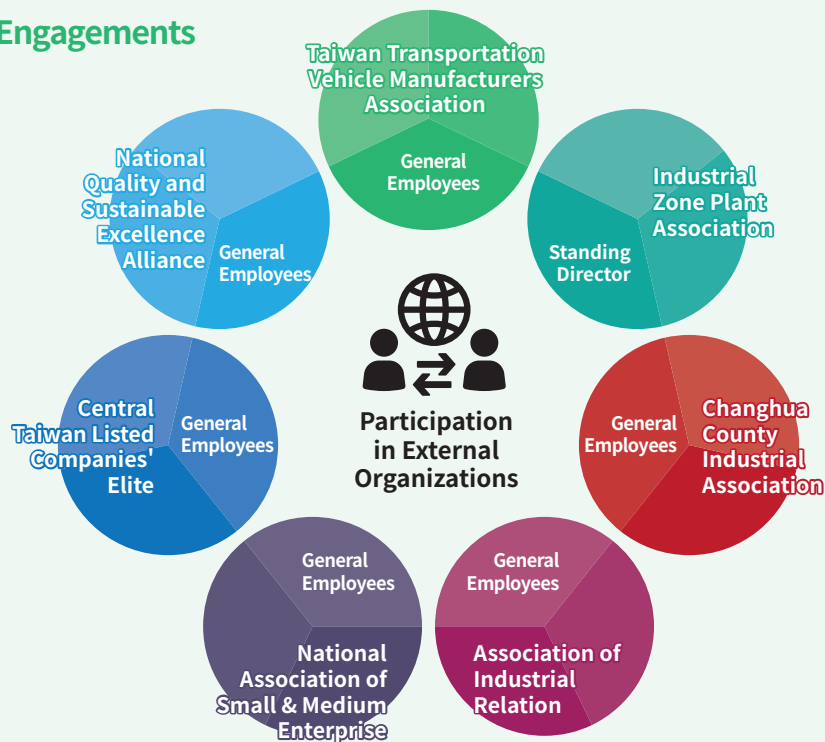 Engagements
Taiwan Transportation
Vehicle Manufacturers
Association
General
Employees
Industrial
Zone Plant
Association
Standing
Director
Changhua
County
Industrial
Association
General
Employees
Association of
Industrial
Relation
General
Employees
National
Association of
Small & Medium
Enterprise
General
Employees
Central
Taiwan Listed
Companies'
Elite
General
Employees
National
Quality and
Sustainable
Excellence
Alliance
General
Employees
Participation
in External
Organizations